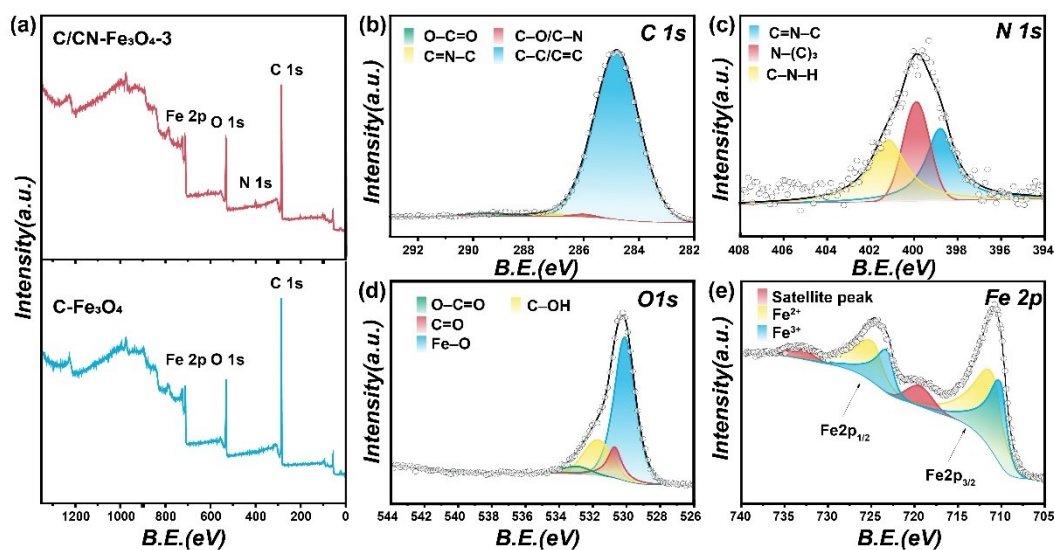 (a)
C/CN-Fe₃O₄-3
C 1s
Fe 2p O 1s
N 1s
C-Fe₃O₄
C 1s
Fe 2p O 1s
Intensity(a.u.)
1200 1000 800 600 400 200 0
B.E.(eV)
(b)
C 1s
O–C=O C–O/C–N
C=N–C C–C/C=C
Intensity(a.u.)
292 290 288 286 284 282
B.E.(eV)
(c)
N 1s
C=N–C
N–(C)₃
C–N–H
Intensity(a.u.)
408 406 404 402 400 398 396 394
B.E.(eV)
(d)
O1s
O–C=O C–OH
C=O
Fe–O
Intensity(a.u.)
544 542 540 538 536 534 532 530 528 526
B.E.(eV)
(e)
Fe 2p
Satellite peak
Fe²⁺
Fe³⁺
Fe2p₁/₂
Fe2p₃/₂
Intensity(a.u.)
740 735 730 725 720 715 710 705
B.E.(eV)